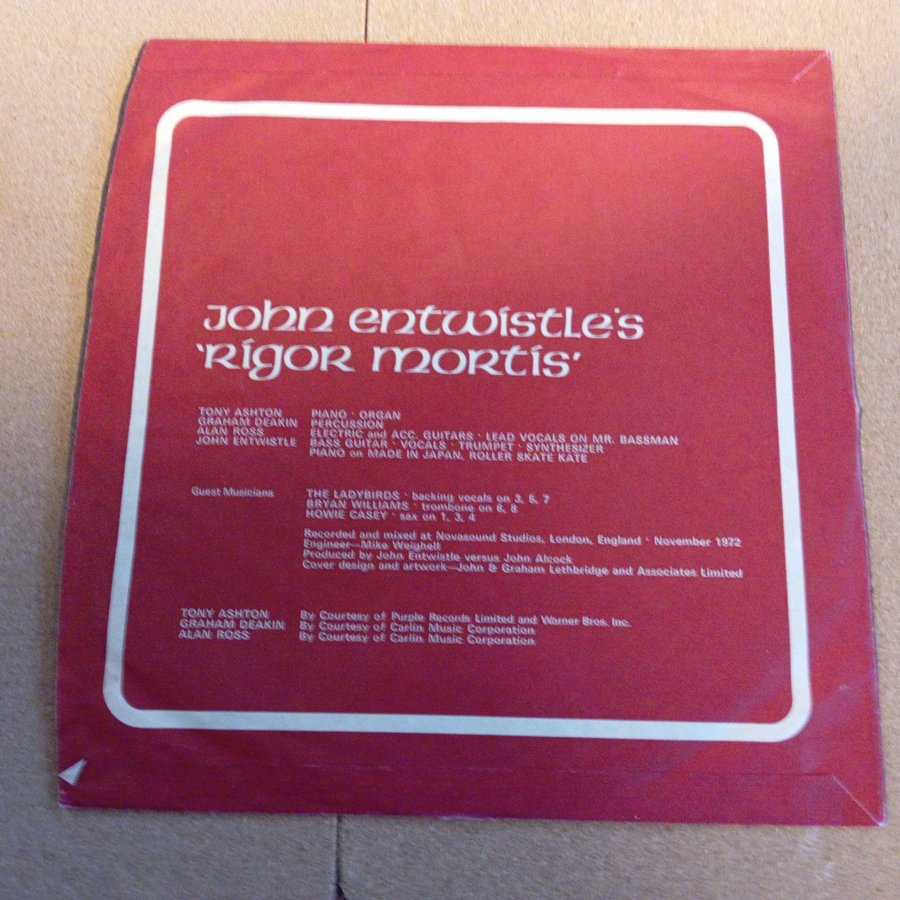 John Entwistle's
'Rigor Mortis'
TONY ASHTON PIANO · ORGAN
GRAHAM DEAKIN PERCUSSION
ALAN ROSS ELECTRIC and ACC. GUITARS · LEAD VOCALS ON MR. BASSMAN
JOHN ENTWISTLE BASS GUITAR · VOCALS · TRUMPET · SYNTHESIZER
PIANO on MADE IN JAPAN, ROLLER SKATE KATE
Guest Musicians THE LADYBIRDS · backing vocals on 3, 5, 7
BRYAN WILLIAMS · trombone on 6, 8
HOWIE CASEY · sax on 1, 3, 4
Recorded and mixed at Novasound Studios, London, England · November 1972
Engineer—Mike Weighell
Produced by John Entwistle versus John Alcock
Cover design and artwork—John & Graham Lethbridge and Associates Limited
TONY ASHTON By Courtesy of Purple Records Limited and Warner Bros. Inc.
GRAHAM DEAKIN By Courtesy of Carlin Music Corporation
ALAN ROSS By Courtesy of Carlin Music Corporation